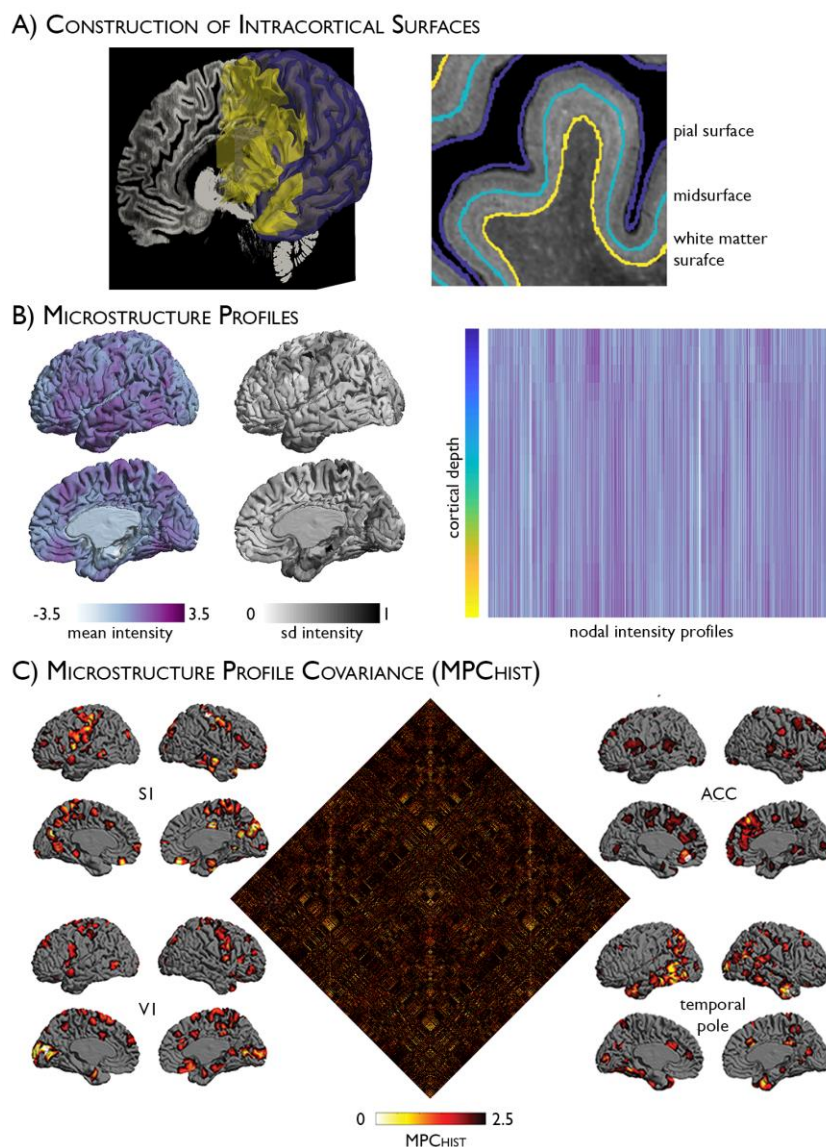 A) Construction of Intracortical Surfaces
pial surface
midsurface
white matter
surafce
B) Microstructure Profiles
cortical depth
-3.5 3.5
mean intensity
0 1
sd intensity
nodal intensity profiles
C) Microstructure Profile Covariance (MPCHIST)
S1
ACC
V1
temporal
pole
0 2.5
MPCHIST